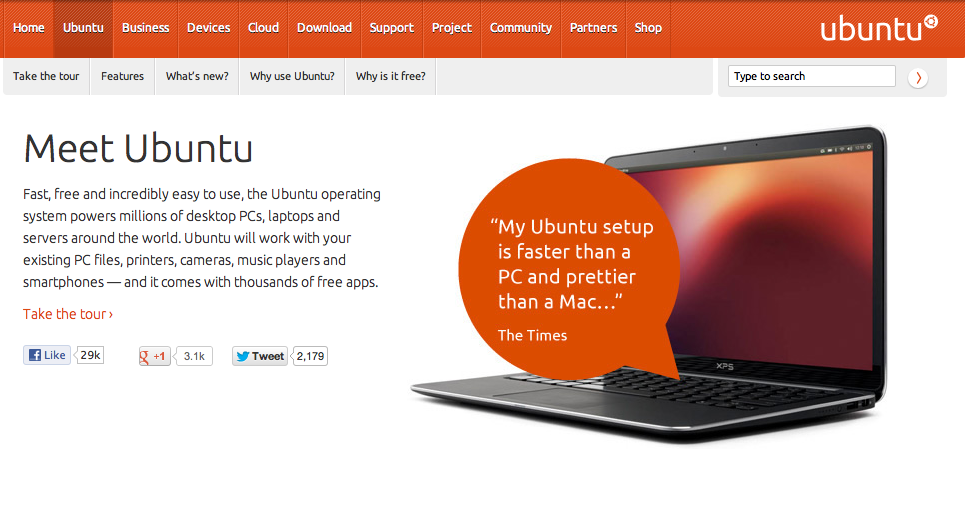 Home Ubuntu Business Devices Cloud Download Support Project Community Partners Shop
ubuntu
Take the tour Features What's new? Why use Ubuntu? Why is it free?
Type to search
Meet Ubuntu
Fast, free and incredibly easy to use, the Ubuntu operating
system powers millions of desktop PCs, laptops and
servers around the world. Ubuntu will work with your
existing PC files, printers, cameras, music players and
smartphones — and it comes with thousands of free apps.
Take the tour ›
Like 29k
+1 3.1k
Tweet 2,179
“My Ubuntu setup
is faster than a
PC and prettier
than a Mac…”
The Times
XPS